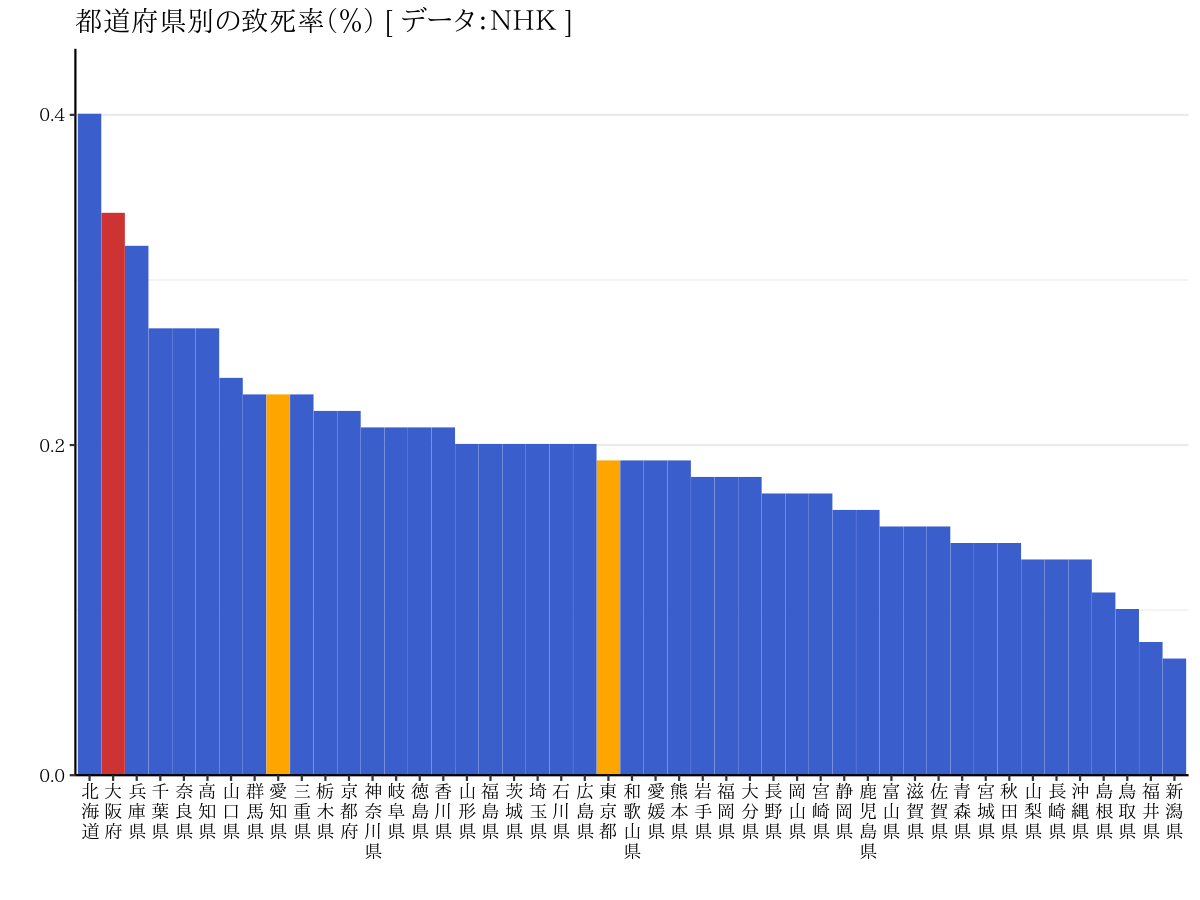 都道府県別の致死率(%) [ データ:NHK ]
0.4
0.2
0.0
北海道
大阪府
兵庫県
千葉県
奈良県
高知県
山口県
群馬県
愛知県
三重県
栃木県
京都府
神奈川県
岐阜県
徳島県
香川県
山形県
福島県
茨城県
埼玉県
石川県
広島県
東京都
和歌山県
愛媛県
熊本県
岩手県
福岡県
大分県
長野県
岡山県
宮崎県
静岡県
鹿児島県
富山県
滋賀県
佐賀県
青森県
宮城県
秋田県
山梨県
長崎県
沖縄県
島根県
鳥取県
福井県
新潟県